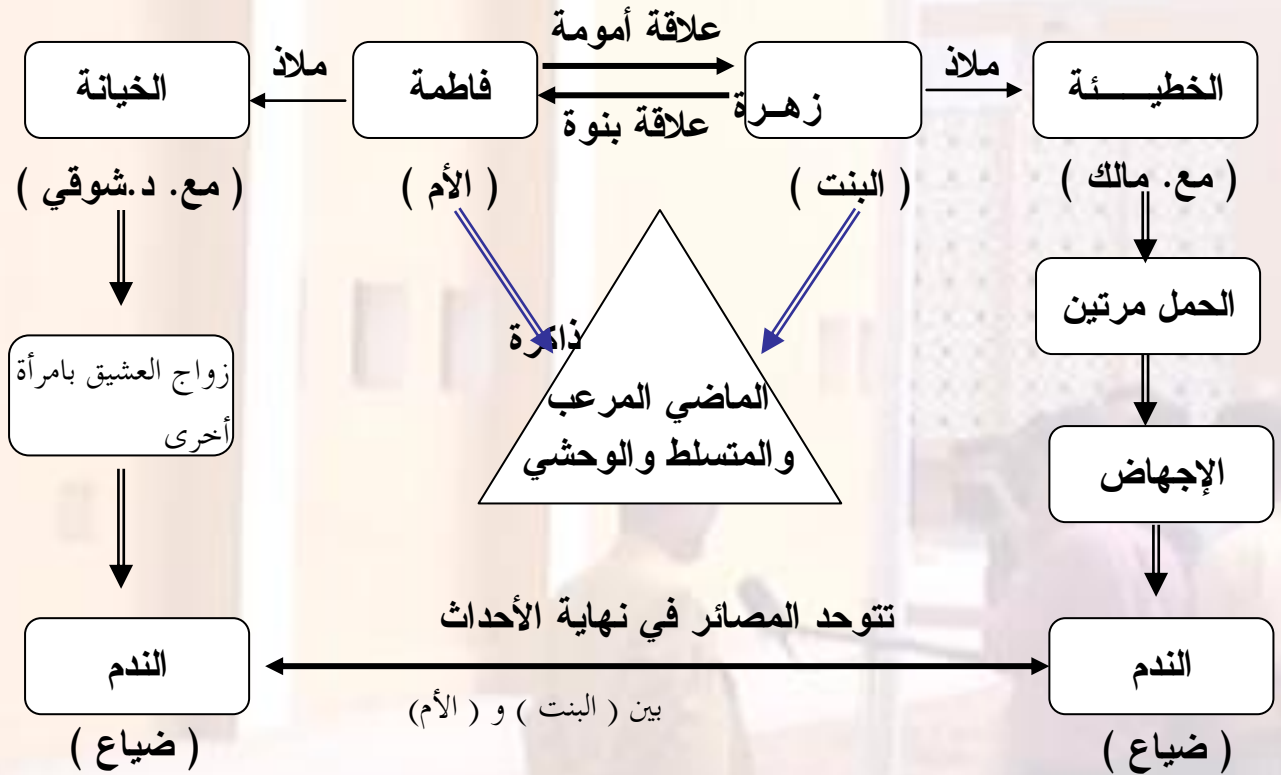 علاقة أمومة
الخطيـــــئة
ملاذ
زهـرة
فاطمة
ملاذ
الخيانة
علاقة بنوة
( مع. مالك )
( البنت )
( الأم )
( مع. د.شوقي )
الحمل مرتين
ذاكرة
زواج العشيق بامرأة
أخرى
الماضي المرعب
والمتسلط والوحشي
الإجهاض
تتوحد المصائر في نهاية الأحداث
الندم
الندم
بين ( البنت ) و ( الأم)
( ضياع )
( ضياع )